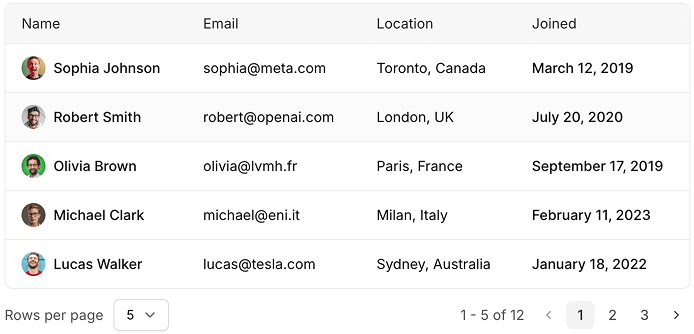 Name Email Location Joined
Sophia Johnson sophia@meta.com Toronto, Canada March 12, 2019
Robert Smith robert@openai.com London, UK July 20, 2020
Olivia Brown olivia@lvmh.fr Paris, France September 17, 2019
Michael Clark michael@eni.it Milan, Italy February 11, 2023
Lucas Walker lucas@tesla.com Sydney, Australia January 18, 2022
Rows per page 5 1 - 5 of 12 1 2 3